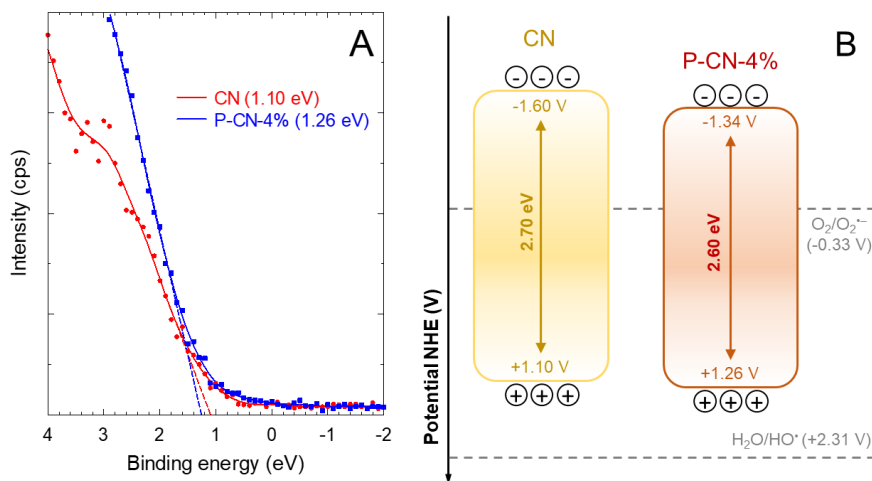 A
CN (1.10 eV)
P-CN-4% (1.26 eV)
Intensity (cps)
4 3 2 1 0 -1 -2
Binding energy (eV)
B
CN
P-CN-4%
- - -
- - -
-1.60 V
-1.34 V
2.70 eV
2.60 eV
O₂/O₂•−
(-0.33 V)
+1.10 V
+1.26 V
+ + +
+ + +
H₂O/HO• (+2.31 V)
Potential NHE (V)